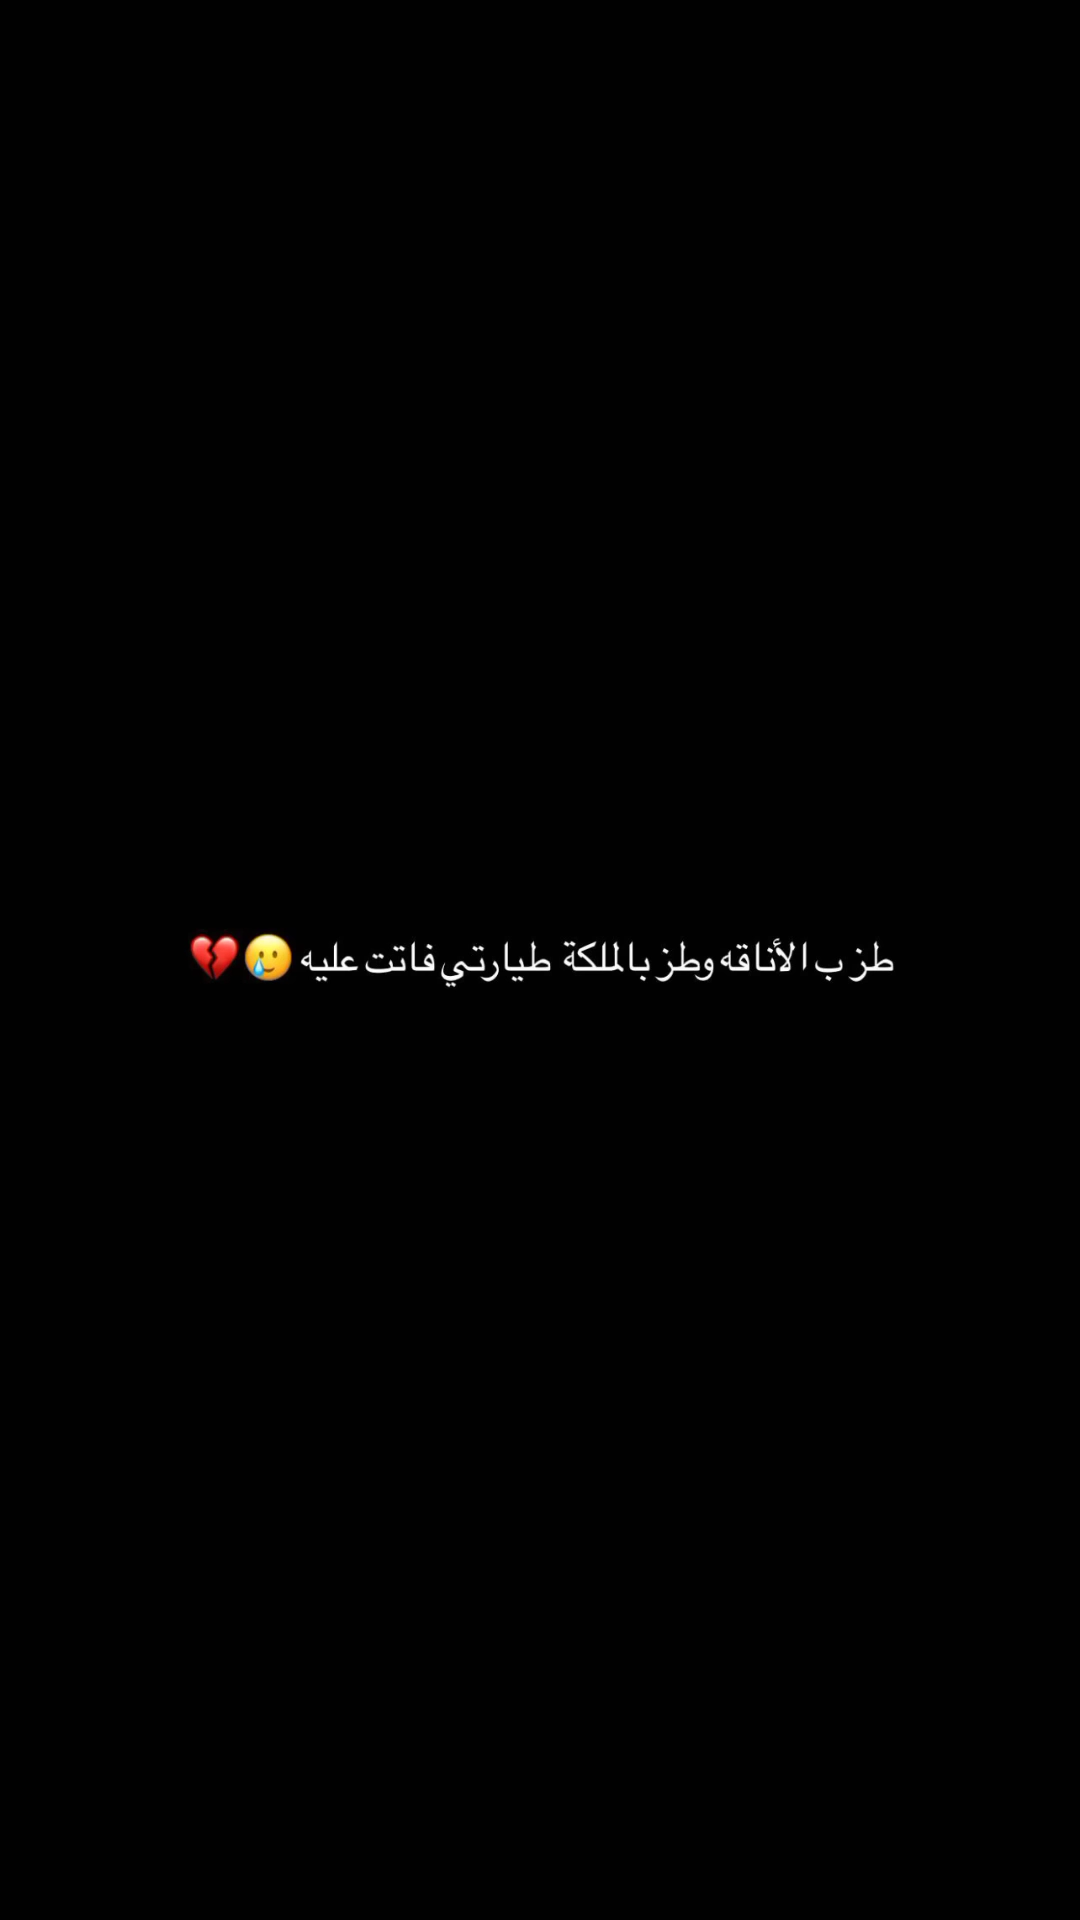 طز ب الأناقه وطز بالملكة طيارتي فاتت عليه 🥲💔